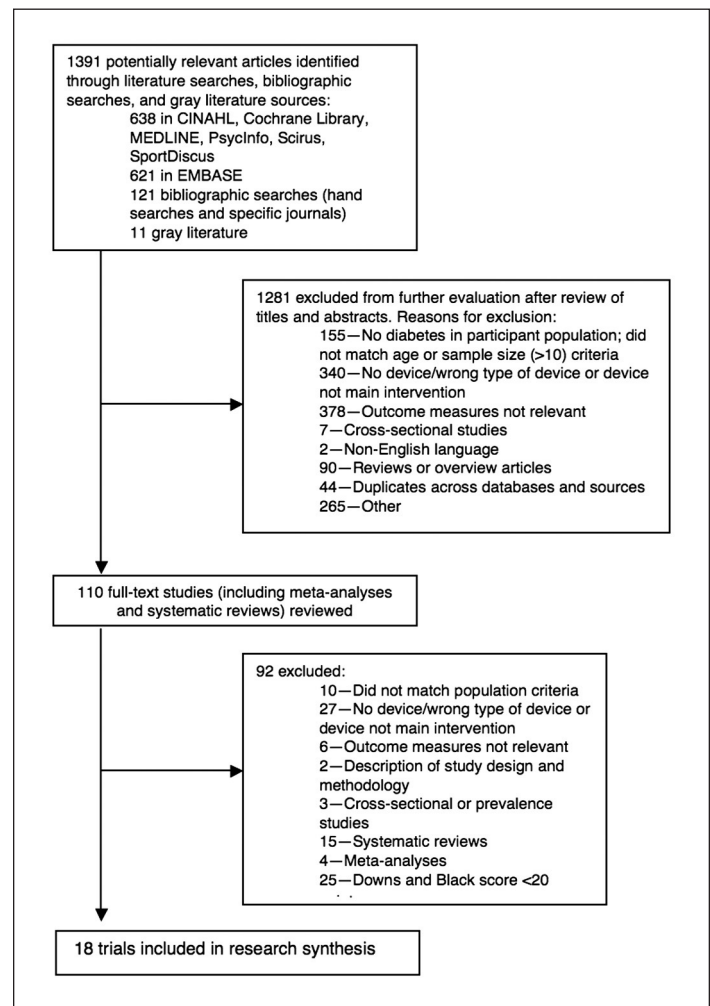 1391 potentially relevant articles identified
through literature searches, bibliographic
searches, and gray literature sources:
638 in CINAHL, Cochrane Library,
MEDLINE, PsycInfo, Scirus,
SportDiscus
621 in EMBASE
121 bibliographic searches (hand
searches and specific journals)
11 gray literature
1281 excluded from further evaluation after review of
titles and abstracts. Reasons for exclusion:
155—No diabetes in participant population; did
not match age or sample size (>10) criteria
340—No device/wrong type of device or device
not main intervention
378—Outcome measures not relevant
7—Cross-sectional studies
2—Non-English language
90—Reviews or overview articles
44—Duplicates across databases and sources
265—Other
110 full-text studies (including meta-analyses
and systematic reviews) reviewed
92 excluded:
10—Did not match population criteria
27—No device/wrong type of device or
device not main intervention
6—Outcome measures not relevant
2—Description of study design and
methodology
3—Cross-sectional or prevalence
studies
15—Systematic reviews
4—Meta-analyses
25—Downs and Black score <20
18 trials included in research synthesis